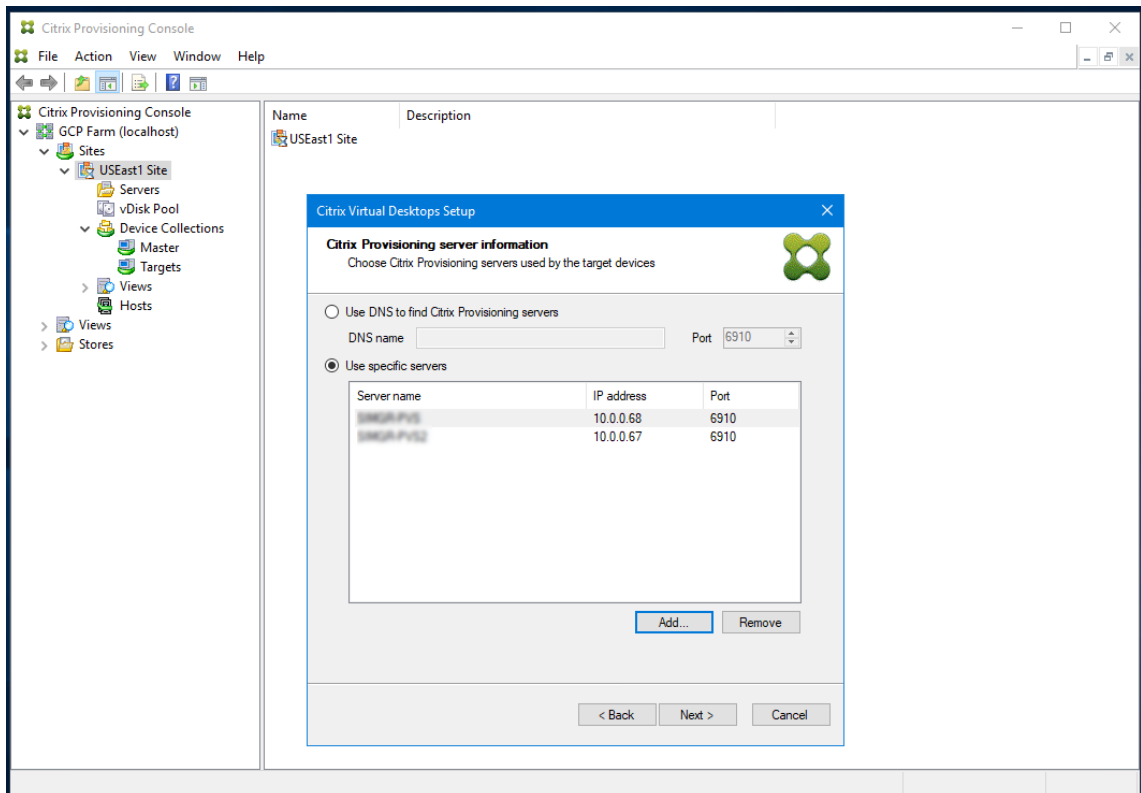 Citrix Provisioning Console
File Action View Window Help
Citrix Provisioning Console
GCP Farm (localhost)
Sites
USEast1 Site
Servers
vDisk Pool
Device Collections
Master
Targets
Views
Hosts
Views
Stores
Name Description
USEast1 Site
Citrix Virtual Desktops Setup
Citrix Provisioning server information
Choose Citrix Provisioning servers used by the target devices
Use DNS to find Citrix Provisioning servers
DNS name Port 6910
Use specific servers
Server name IP address Port
10.0.0.68 6910
10.0.0.67 6910
Add... Remove
< Back Next > Cancel